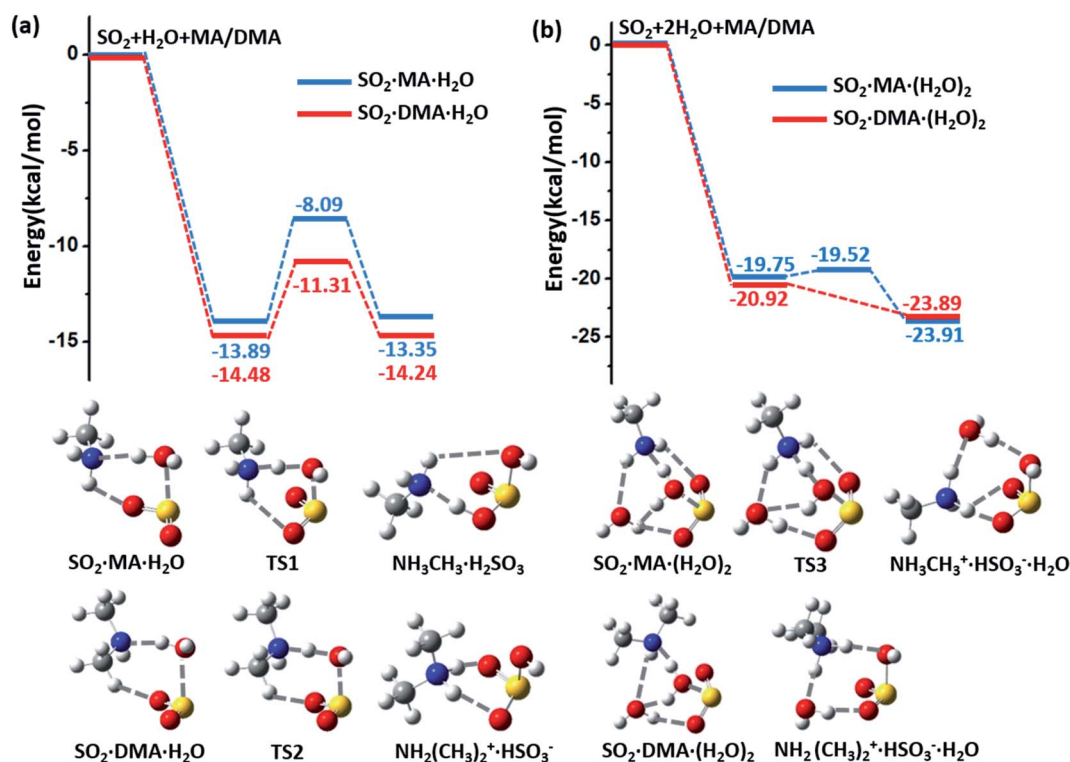 (a)
SO₂+H₂O+MA/DMA
SO₂·MA·H₂O
SO₂·DMA·H₂O
Energy(kcal/mol)
0
-5
-10
-15
-8.09
-11.31
-13.89
-14.48
-13.35
-14.24
(b)
SO₂+2H₂O+MA/DMA
SO₂·MA·(H₂O)₂
SO₂·DMA·(H₂O)₂
Energy(kcal/mol)
0
-5
-10
-15
-20
-25
-19.75
-19.52
-20.92
-23.89
-23.91
SO₂·MA·H₂O
TS1
NH₃CH₃·H₂SO₃
SO₂·MA·(H₂O)₂
TS3
NH₃CH₃⁺·HSO₃⁻·H₂O
SO₂·DMA·H₂O
TS2
NH₂(CH₃)₂⁺·HSO₃⁻
SO₂·DMA·(H₂O)₂
NH₂ (CH₃)₂⁺·HSO₃⁻·H₂O